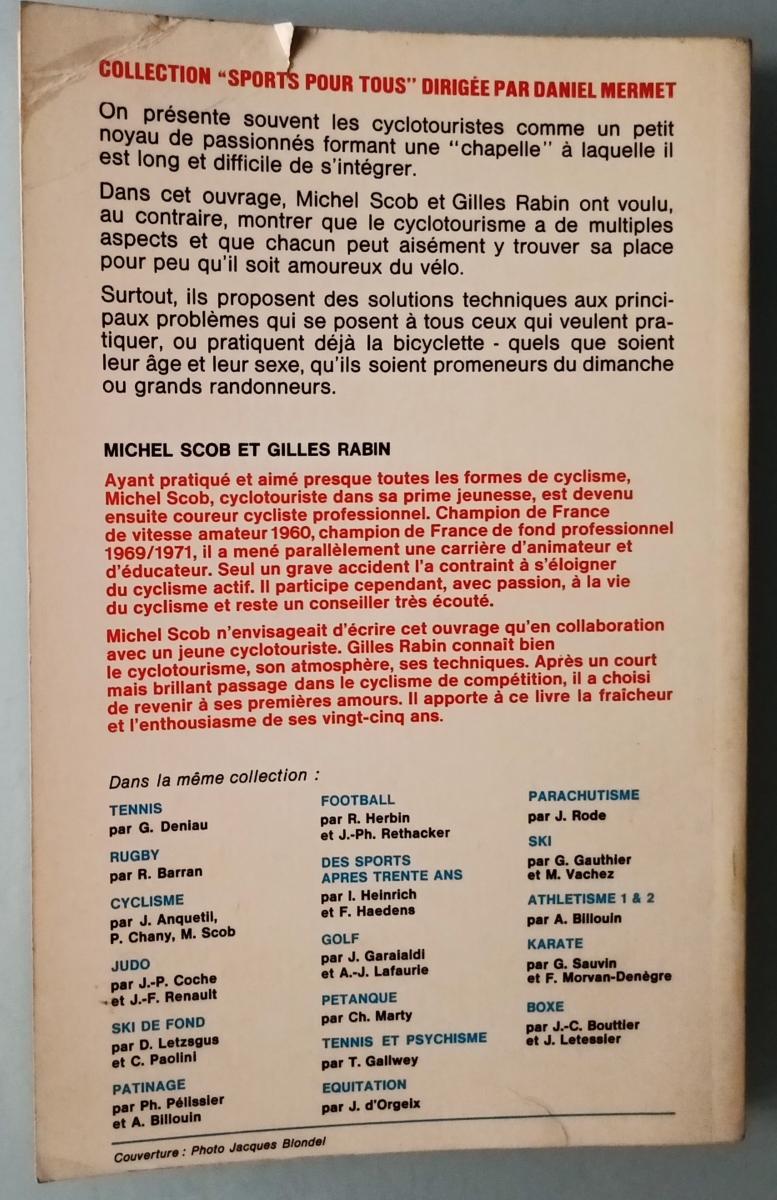 COLLECTION "SPORTS POUR TOUS" DIRIGÉE PAR DANIEL MERMET
On présente souvent les cyclotouristes comme un petit
noyau de passionnés formant une "chapelle" à laquelle il
est long et difficile de s'intégrer.
Dans cet ouvrage, Michel Scob et Gilles Rabin ont voulu,
au contraire, montrer que le cyclotourisme a de multiples
aspects et que chacun peut aisément y trouver sa place
pour peu qu'il soit amoureux du vélo.
Surtout, ils proposent des solutions techniques aux princi-
paux problèmes qui se posent à tous ceux qui veulent pra-
tiquer, ou pratiquent déjà la bicyclette - quels que soient
leur âge et leur sexe, qu'ils soient promeneurs du dimanche
ou grands randonneurs.
MICHEL SCOB ET GILLES RABIN
Ayant pratiqué et aimé presque toutes les formes de cyclisme,
Michel Scob, cyclotouriste dans sa prime jeunesse, est devenu
ensuite coureur cycliste professionnel. Champion de France
de vitesse amateur 1960, champion de France de fond professionnel
1969/1971, il a mené parallèlement une carrière d'animateur et
d'éducateur. Seul un grave accident l'a contraint à s'éloigner
du cyclisme actif. Il participe cependant, avec passion, à la vie
du cyclisme et reste un conseiller très écouté.
Michel Scob n'envisageait d'écrire cet ouvrage qu'en collaboration
avec un jeune cyclotouriste. Gilles Rabin connaît bien
le cyclotourisme, son atmosphère, ses techniques. Après un court
mais brillant passage dans le cyclisme de compétition, il a choisi
de revenir à ses premières amours. Il apporte à ce livre la fraîcheur
et l'enthousiasme de ses vingt-cinq ans.
Dans la même collection :
TENNIS
par G. Deniau
RUGBY
par R. Barran
CYCLISME
par J. Anquetil,
P. Chany, M. Scob
JUDO
par J.-P. Coche
et J.-F. Renault
SKI DE FOND
par D. Letzsgus
et C. Paolini
PATINAGE
par Ph. Pélissier
et A. Billouin
FOOTBALL
par R. Herbin
et J.-Ph. Rethacker
DES SPORTS
APRES TRENTE ANS
par I. Heinrich
et F. Haedens
GOLF
par J. Garaialdi
et A.-J. Lafaurie
PETANQUE
par Ch. Marty
TENNIS ET PSYCHISME
par T. Gallwey
EQUITATION
par J. d'Orgeix
PARACHUTISME
par J. Rode
SKI
par G. Gauthier
et M. Vachez
ATHLETISME 1 & 2
par A. Billouin
KARATE
par G. Sauvin
et F. Morvan-Denègre
BOXE
par J.-C. Bouttier
et J. Letessier
Couverture : Photo Jacques Blondel